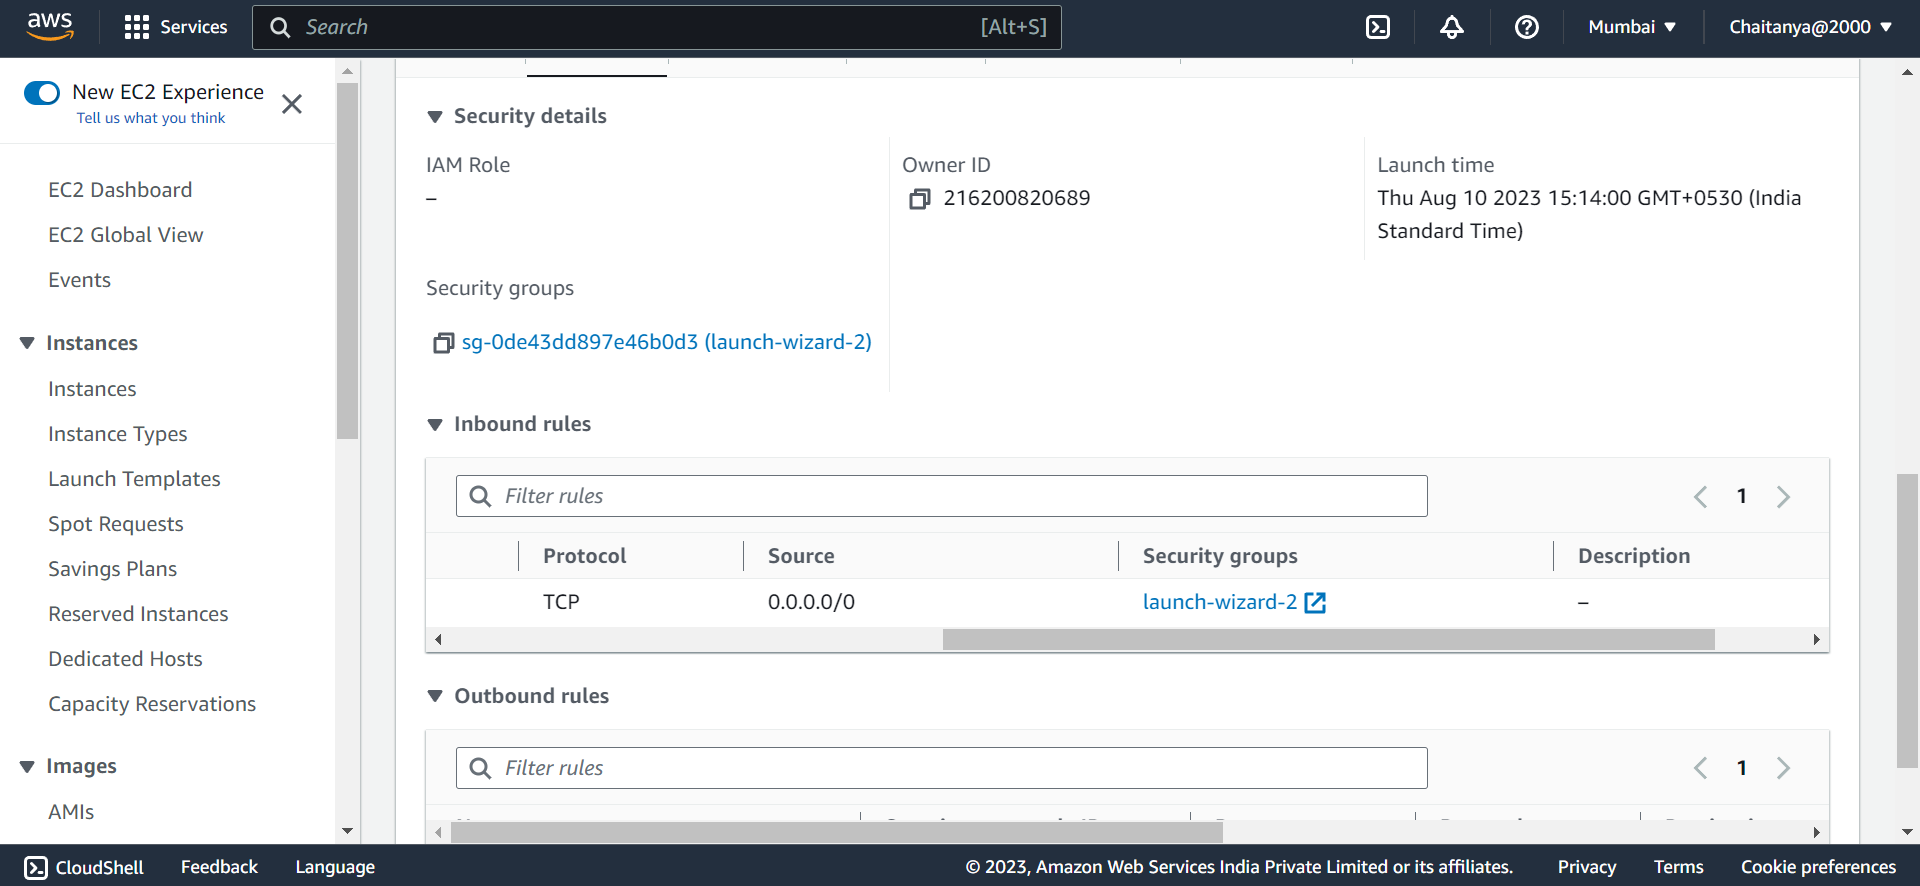 aws
Services
Search [Alt+S]
Mumbai
Chaitanya@2000
New EC2 Experience
Tell us what you think
EC2 Dashboard
EC2 Global View
Events
Instances
Instances
Instance Types
Launch Templates
Spot Requests
Savings Plans
Reserved Instances
Dedicated Hosts
Capacity Reservations
Images
AMIs
Security details
IAM Role
–
Owner ID
216200820689
Launch time
Thu Aug 10 2023 15:14:00 GMT+0530 (India
Standard Time)
Security groups
sg-0de43dd897e46b0d3 (launch-wizard-2)
Inbound rules
Filter rules
1
Protocol Source Security groups Description
TCP 0.0.0.0/0 launch-wizard-2 –
Outbound rules
Filter rules
1
CloudShell Feedback Language © 2023, Amazon Web Services India Private Limited or its affiliates. Privacy Terms Cookie preferences